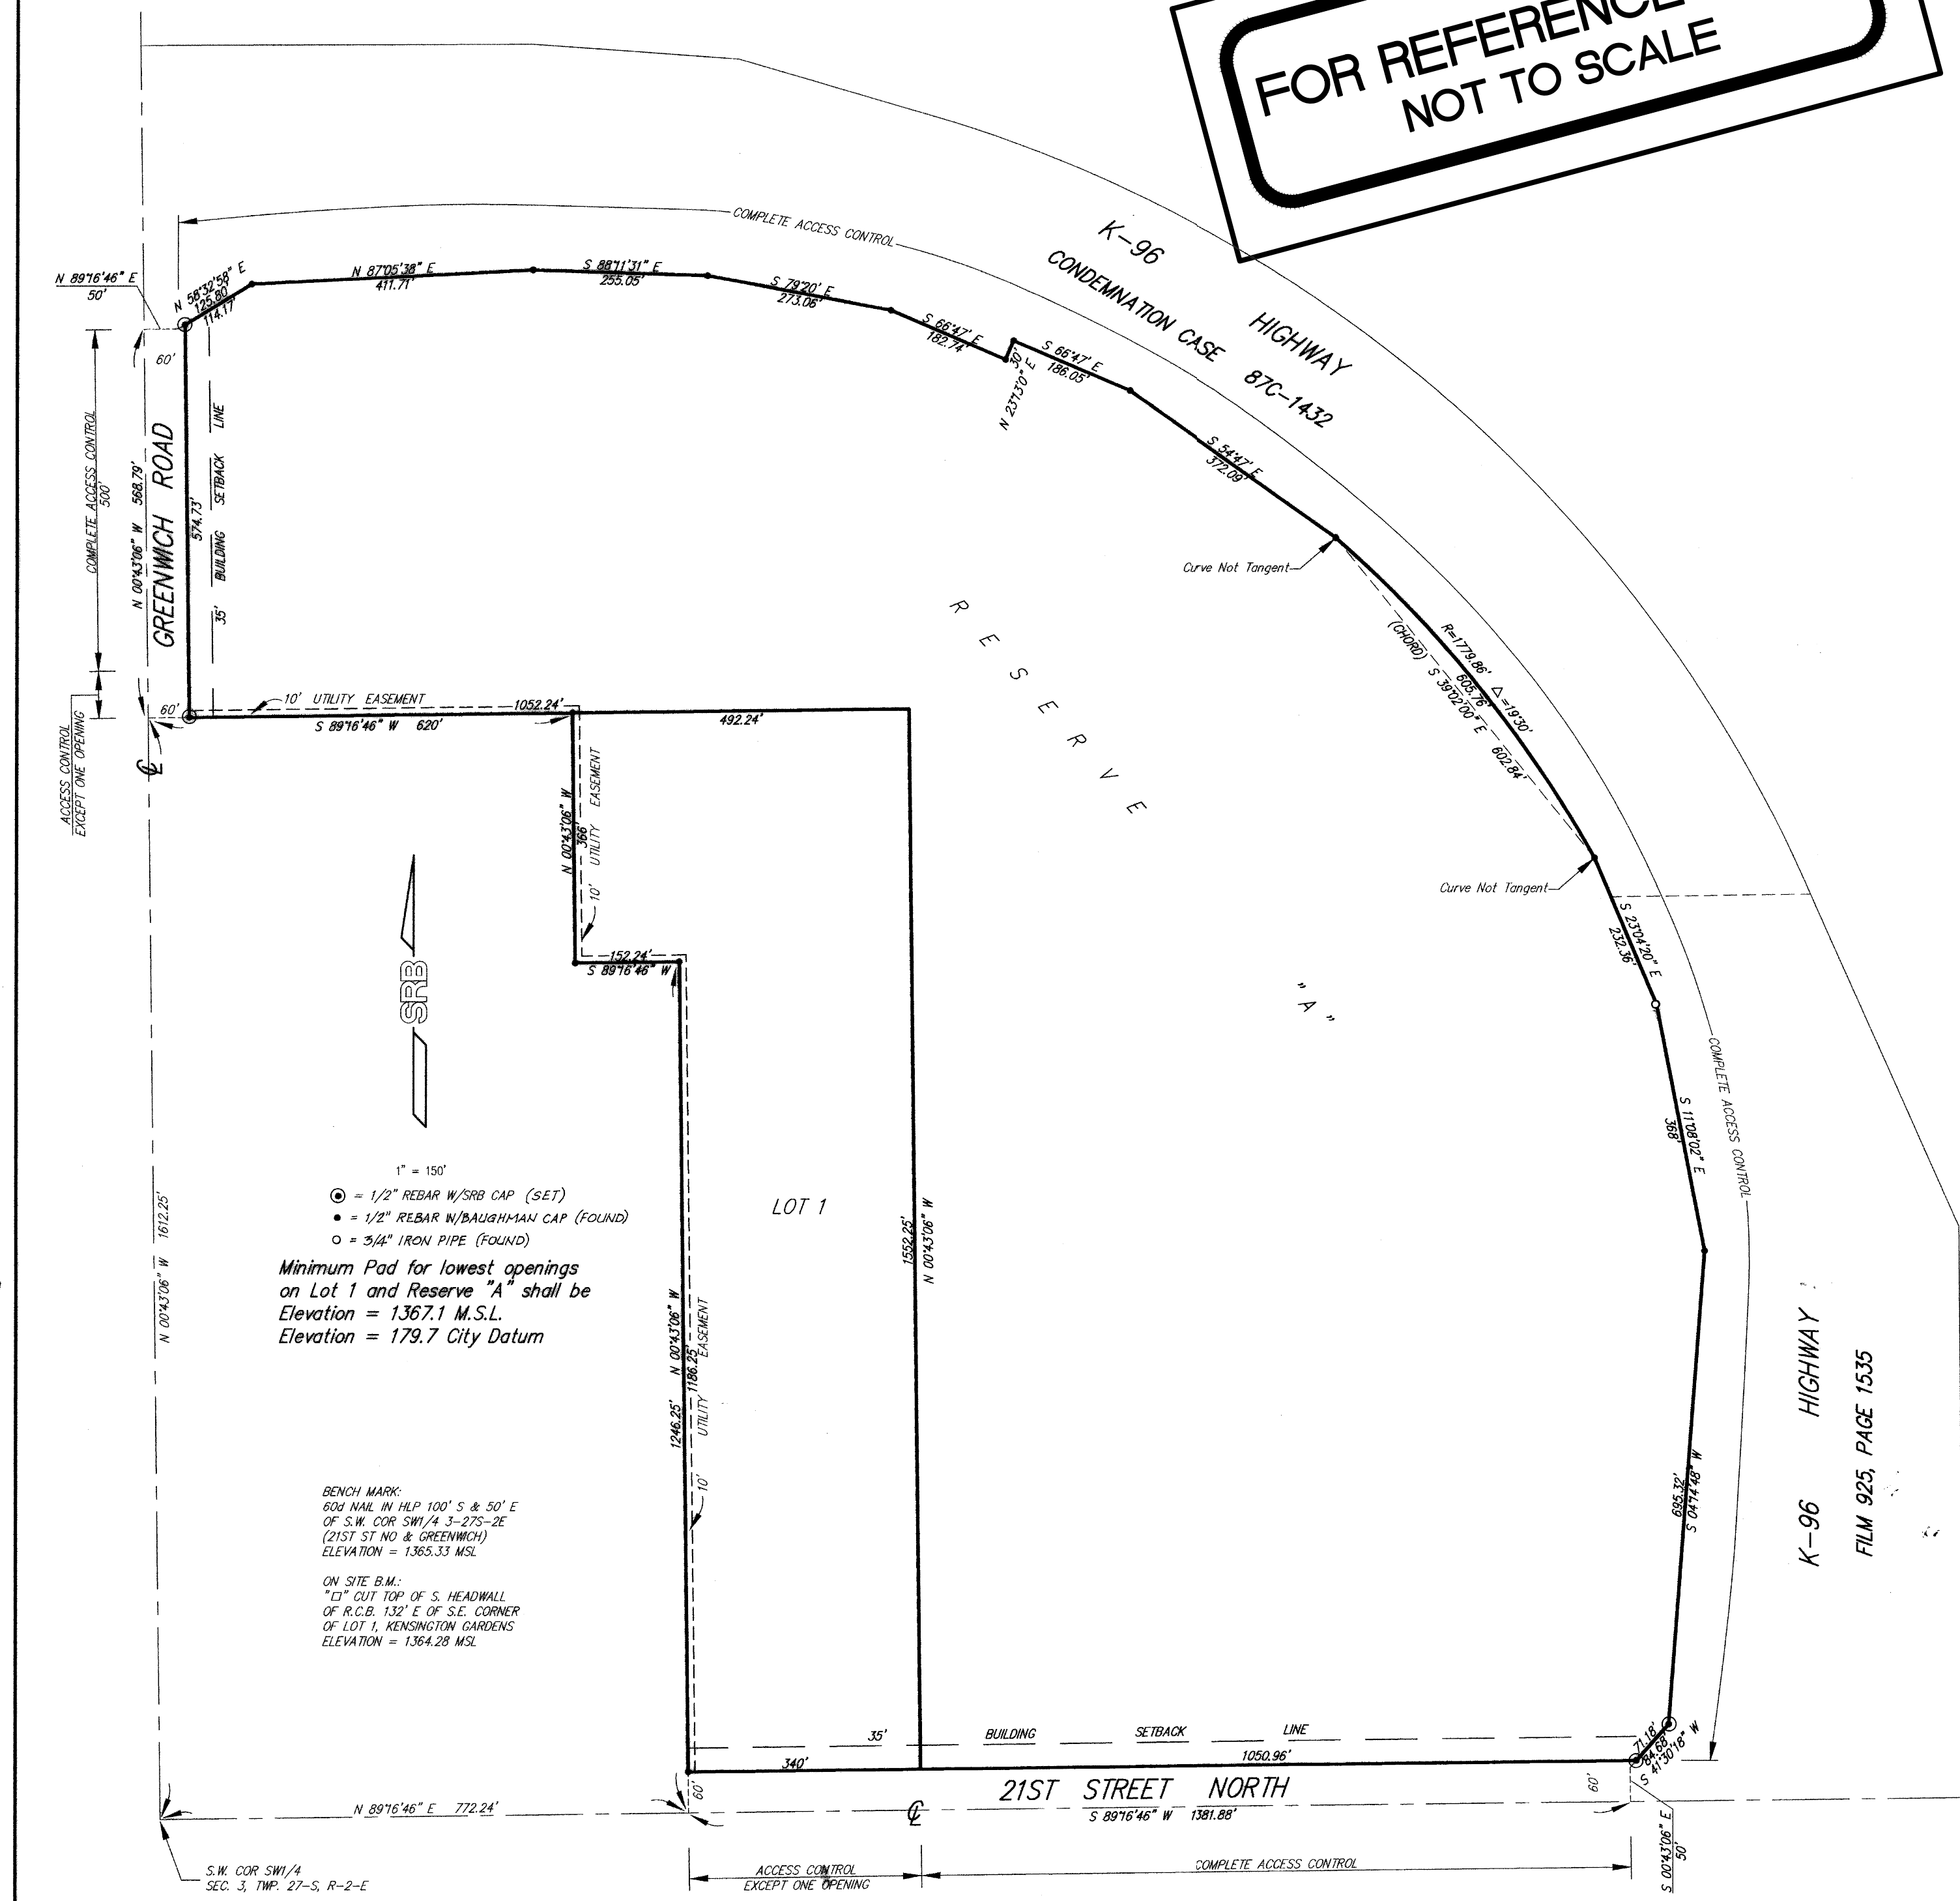 FOR REFERENCE
NOT TO SCALE
COMPLETE ACCESS CONTROL
K-96
HIGHWAY
CONDEMNATION CASE 87C-1432
N 89°16'46" E
50'
N 58°32'58" E
125.80'
114.17'
N 87°05'38" E
411.71'
S 88°11'31" E
255.05'
S 79°20' E
273.06'
S 66°47' E
182.74'
30'
N 23°13'0" E
S 66°47' E
186.05'
S 54°47' E
372.09'
Curve Not Tangent
R=1779.86'
605.76'
Δ=19°30'
(CHORD) S 39°02'00" E 602.84'
Curve Not Tangent
S 23°04'20" E
232.36'
S 11°08'02" E
368'
COMPLETE ACCESS CONTROL
695.32'
S 04°14'48" W
71.18'
84.68'
S 41°30'18" W
K-96 HIGHWAY
FILM 925, PAGE 1535
60'
COMPLETE ACCESS CONTROL
500'
N 00°43'06" W 568.79'
GREENWICH ROAD
574.73'
35' BUILDING SETBACK LINE
60'
ACCESS CONTROL
EXCEPT ONE OPENING
10' UTILITY EASEMENT
1052.24'
S 89°16'46" W 620'
492.24'
N 00°43'06" W
366'
10' UTILITY EASEMENT
152.24'
S 89°16'46" W
RESERVE
"A"
SRB
1" = 150'
= 1/2" REBAR W/SRB CAP (SET)
= 1/2" REBAR W/BAUGHMAN CAP (FOUND)
= 3/4" IRON PIPE (FOUND)
Minimum Pad for lowest openings
on Lot 1 and Reserve "A" shall be
Elevation = 1367.1 M.S.L.
Elevation = 179.7 City Datum
LOT 1
N 00°43'06" W 1612.25'
1246.25'
N 00°43'06" W
1186.25'
10' UTILITY EASEMENT
1552.25'
N 00°43'06" W
BENCH MARK:
60d NAIL IN HLP 100' S & 50' E
OF S.W. COR SW1/4 3-27S-2E
(21ST ST NO & GREENWICH)
ELEVATION = 1365.33 MSL
ON SITE B.M.:
"□" CUT TOP OF S. HEADWALL
OF R.C.B. 132' E OF S.E. CORNER
OF LOT 1, KENSINGTON GARDENS
ELEVATION = 1364.28 MSL
35' BUILDING SETBACK LINE
340'
1050.96'
60'
21ST STREET NORTH
60'
N 89°16'46" E 772.24'
S 89°16'46" W 1381.88'
S 00°43'06" E
50'
ACCESS CONTROL
EXCEPT ONE OPENING
COMPLETE ACCESS CONTROL
S.W. COR SW1/4
SEC. 3, TWP. 27-S, R-2-E